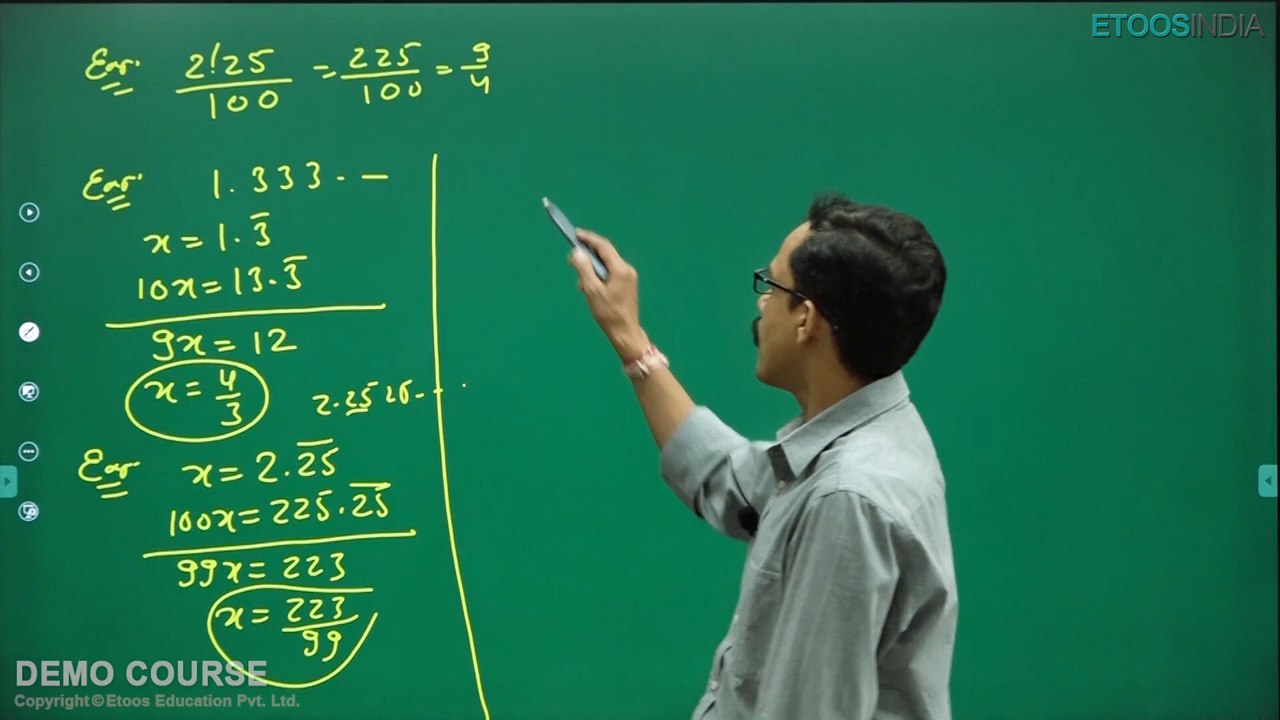 ETOOSINDIA
Ex: 2!25/100 = 225/100 = 9/4
Ex: 1.333.-
x = 1.3̅
10x = 13.3̅
9x = 12
x = 4/3
2.2525.-.
Ex: x = 2.2̅5̅
100x = 225.2̅5̅
99x = 223
x = 223/99
DEMO COURSE
Copyright © Etoos Education Pvt. Ltd.